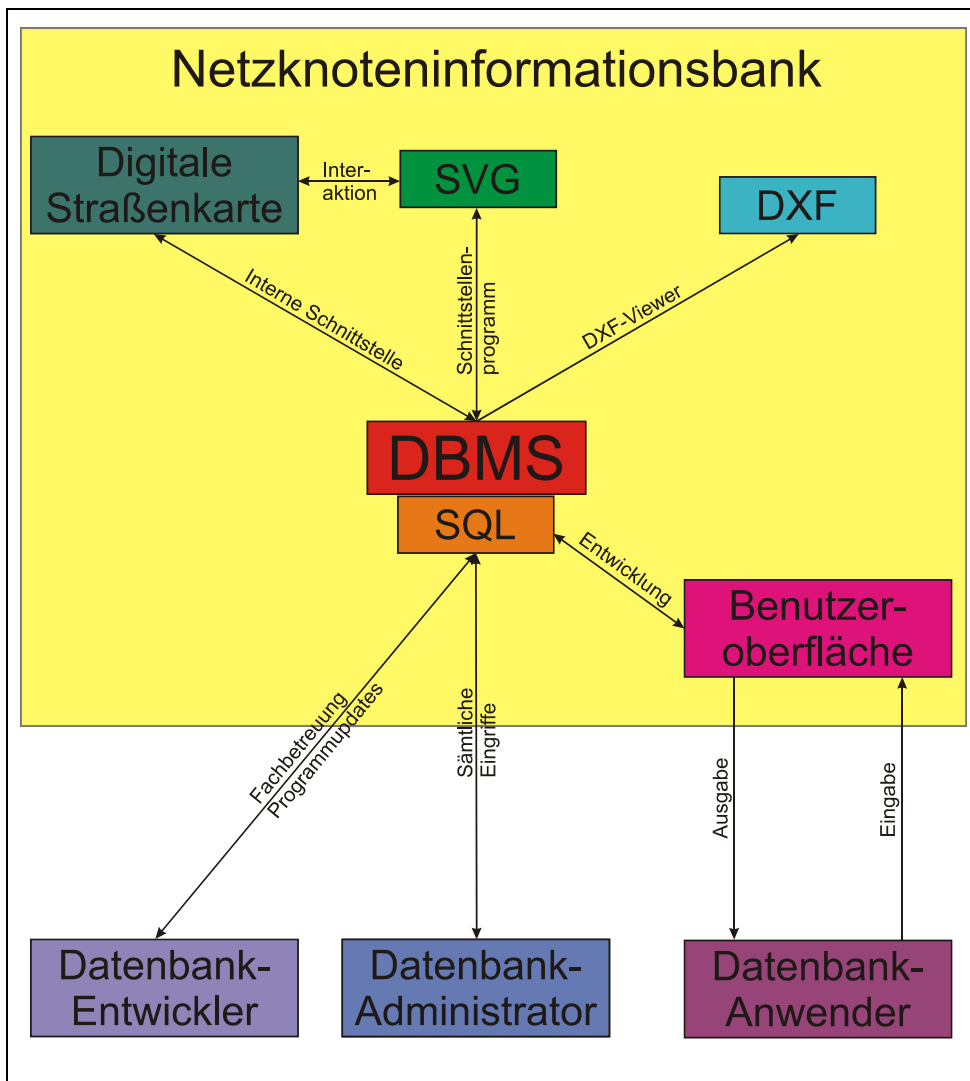 Netzknoteninformationsbank
Digitale
Straßenkarte
Inter-
aktion
SVG
DXF
Interne Schnittstelle
Schnittstellen-
programm
DXF-Viewer
DBMS
SQL
Entwicklung
Benutzer-
oberfläche
Fachbetreuung
Programmupdates
Sämtliche
Eingriffe
Ausgabe
Eingabe
Datenbank-
Entwickler
Datenbank-
Administrator
Datenbank-
Anwender